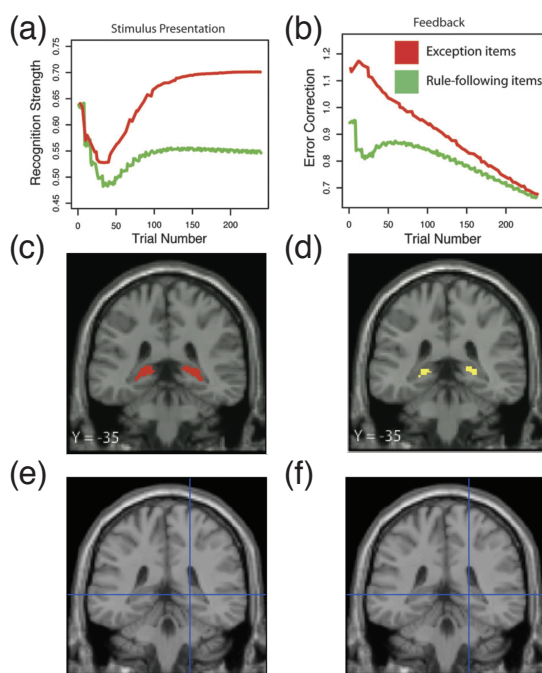 (a)
Stimulus Presentation
Recognition Strength
0.70
0.65
0.60
0.55
0.50
0.45
0
50
100
150
200
Trial Number
(b)
Feedback
Exception items
Rule-following items
Error Correction
1.2
1.1
1.0
0.9
0.8
0.7
0
50
100
150
200
Trial Number
(c)
Y = -35
(d)
Y = -35
(e)
(f)